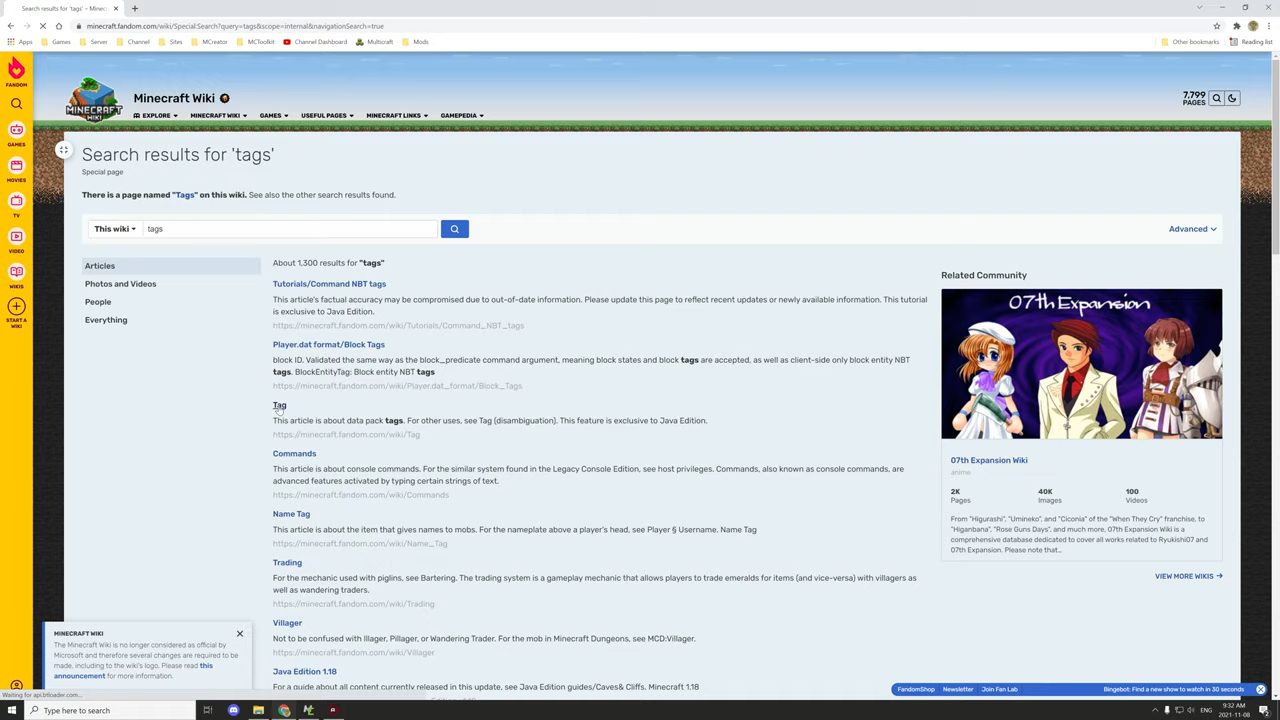 Search results for 'tags' - Minec
minecraft.fandom.com/wiki/Special:Search?query=tags&scope=internal&navigationSearch=true
Apps
Games
Server
Channel
Sites
MCreator
MCToolkit
Channel Dashboard
Multicraft
Mods
Other bookmarks
Reading list
FANDOM
GAMES
MOVIES
TV
VIDEO
WIKIS
START A
WIKI
MINECRAFT
WIKI
Minecraft Wiki
EXPLORE
MINECRAFT WIKI
GAMES
USEFUL PAGES
MINECRAFT LINKS
GAMEPEDIA
7,799
PAGES
Search results for 'tags'
Special page
There is a page named "Tags" on this wiki. See also the other search results found.
This wiki
tags
Advanced
Articles
Photos and Videos
People
Everything
About 1,300 results for "tags"
Tutorials/Command NBT tags
This article's factual accuracy may be compromised due to out-of-date information. Please update this page to reflect recent updates or newly available information. This tutorial
is exclusive to Java Edition.
https://minecraft.fandom.com/wiki/Tutorials/Command_NBT_tags
Player.dat format/Block Tags
block ID. Validated the same way as the block_predicate command argument, meaning block states and block tags are accepted, as well as client-side only block entity NBT
tags. BlockEntityTag: Block entity NBT tags
https://minecraft.fandom.com/wiki/Player.dat_format/Block_Tags
Tag
This article is about data pack tags. For other uses, see Tag (disambiguation). This feature is exclusive to Java Edition.
https://minecraft.fandom.com/wiki/Tag
Commands
This article is about console commands. For the similar system found in the Legacy Console Edition, see host privileges. Commands, also known as console commands, are
advanced features activated by typing certain strings of text.
https://minecraft.fandom.com/wiki/Commands
Name Tag
This article is about the item that gives names to mobs. For the nameplate above a player's head, see Player § Username. Name Tag
https://minecraft.fandom.com/wiki/Name_Tag
Trading
For the mechanic used with piglins, see Bartering. The trading system is a gameplay mechanic that allows players to trade emeralds for items (and vice-versa) with villagers as
well as wandering traders.
https://minecraft.fandom.com/wiki/Trading
Villager
Not to be confused with Illager, Pillager, or Wandering Trader. For the mob in Minecraft Dungeons, see MCD:Villager.
https://minecraft.fandom.com/wiki/Villager
Java Edition 1.18
For a guide about all content currently released in this update, see Java Edition guides/Caves& Cliffs. Minecraft 1.18
Related Community
07th Expansion
07th Expansion Wiki
anime
2K
Pages
40K
Images
100
Videos
From "Higurashi", "Umineko", and "Ciconia" of the "When They Cry" franchise, to
"Higanbana", "Rose Guns Days", and much more. 07th Expansion Wiki is a
comprehensive database dedicated to cover all works related to Ryukishi07 and
07th Expansion. Please note that...
VIEW MORE WIKIS
MINECRAFT WIKI
The Minecraft Wiki is no longer considered as official by
Microsoft and therefore several changes are required to be
made, including to the wiki's logo. Please read this
announcement for more information.
Waiting for api.btloader.com...
FandomShop
Newsletter
Join Fan Lab
Bingebot: Find a new show to watch in 30 seconds
Type here to search
ENG
9:32 AM
2021-11-08